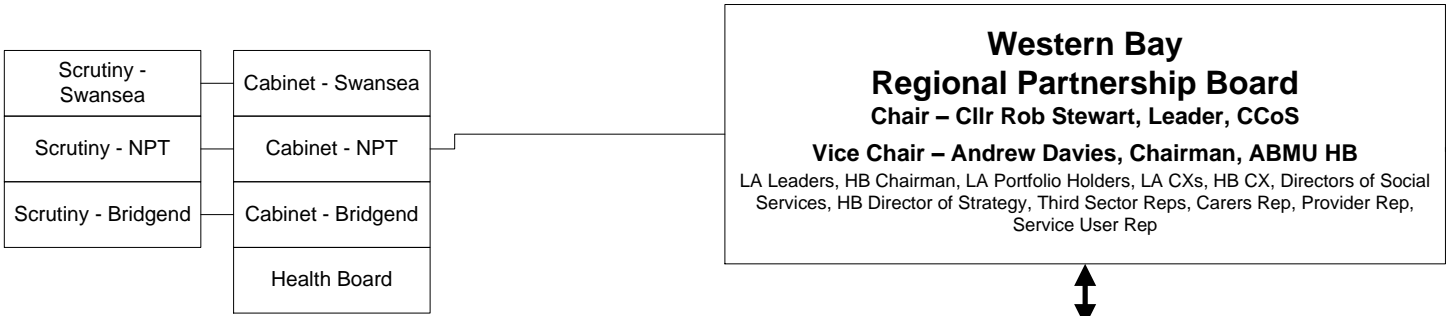 Scrutiny -
Swansea
Scrutiny - NPT
Scrutiny - Bridgend
Cabinet - Swansea
Cabinet - NPT
Cabinet - Bridgend
Health Board
Western Bay
Regional Partnership Board
Chair – Cllr Rob Stewart, Leader, CCoS
Vice Chair – Andrew Davies, Chairman, ABMU HB
LA Leaders, HB Chairman, LA Portfolio Holders, LA CXs, HB CX, Directors of Social
Services, HB Director of Strategy, Third Sector Reps, Carers Rep, Provider Rep,
Service User Rep